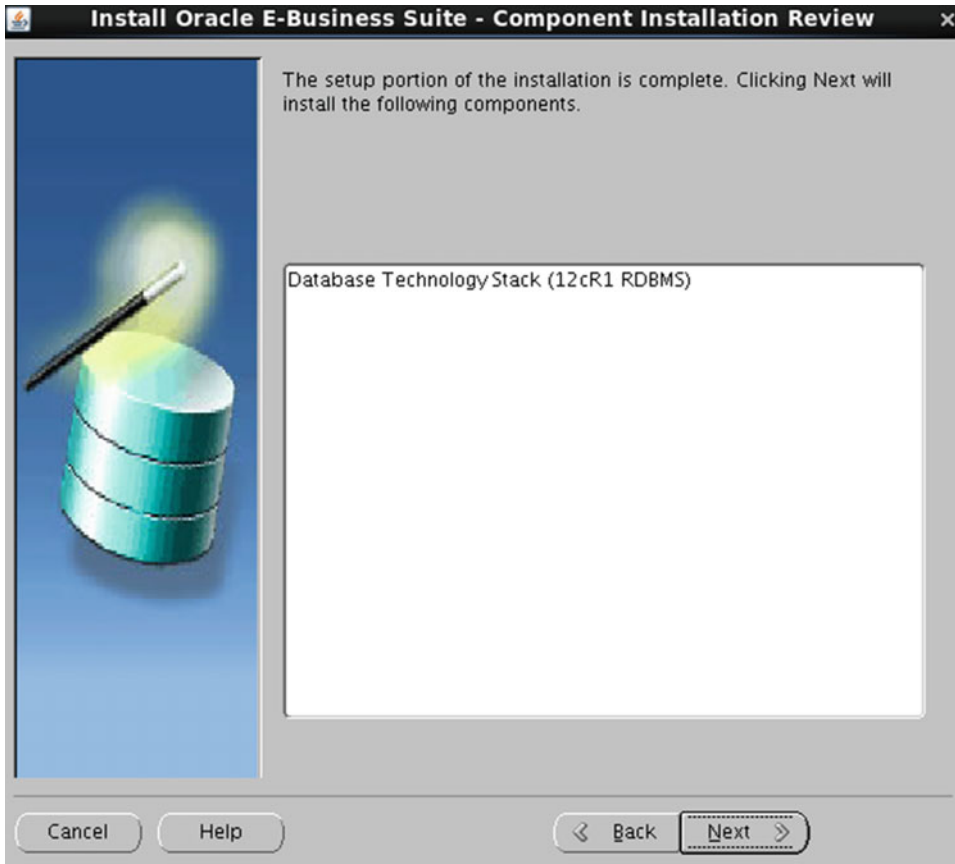 Install Oracle E-Business Suite - Component Installation Review
The setup portion of the installation is complete. Clicking Next will
install the following components.
Database Technology Stack (12cR1 RDBMS)
Cancel
Help
Back
Next